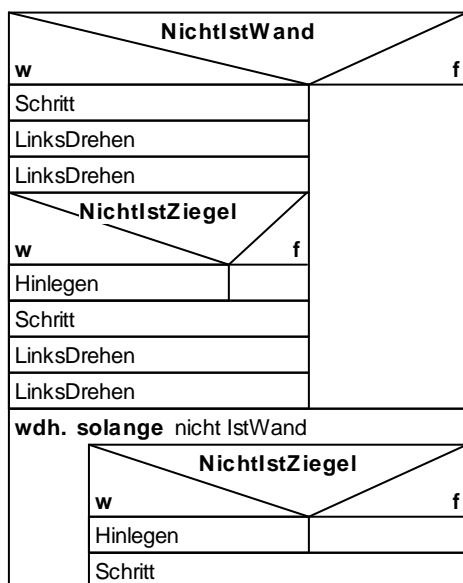 NichtIstWand
w f
Schritt
LinksDrehen
LinksDrehen
NichtIstZiegel
w f
Hinlegen
Schritt
LinksDrehen
LinksDrehen
wdh. solange nicht IstWand
NichtIstZiegel
w f
Hinlegen
Schritt